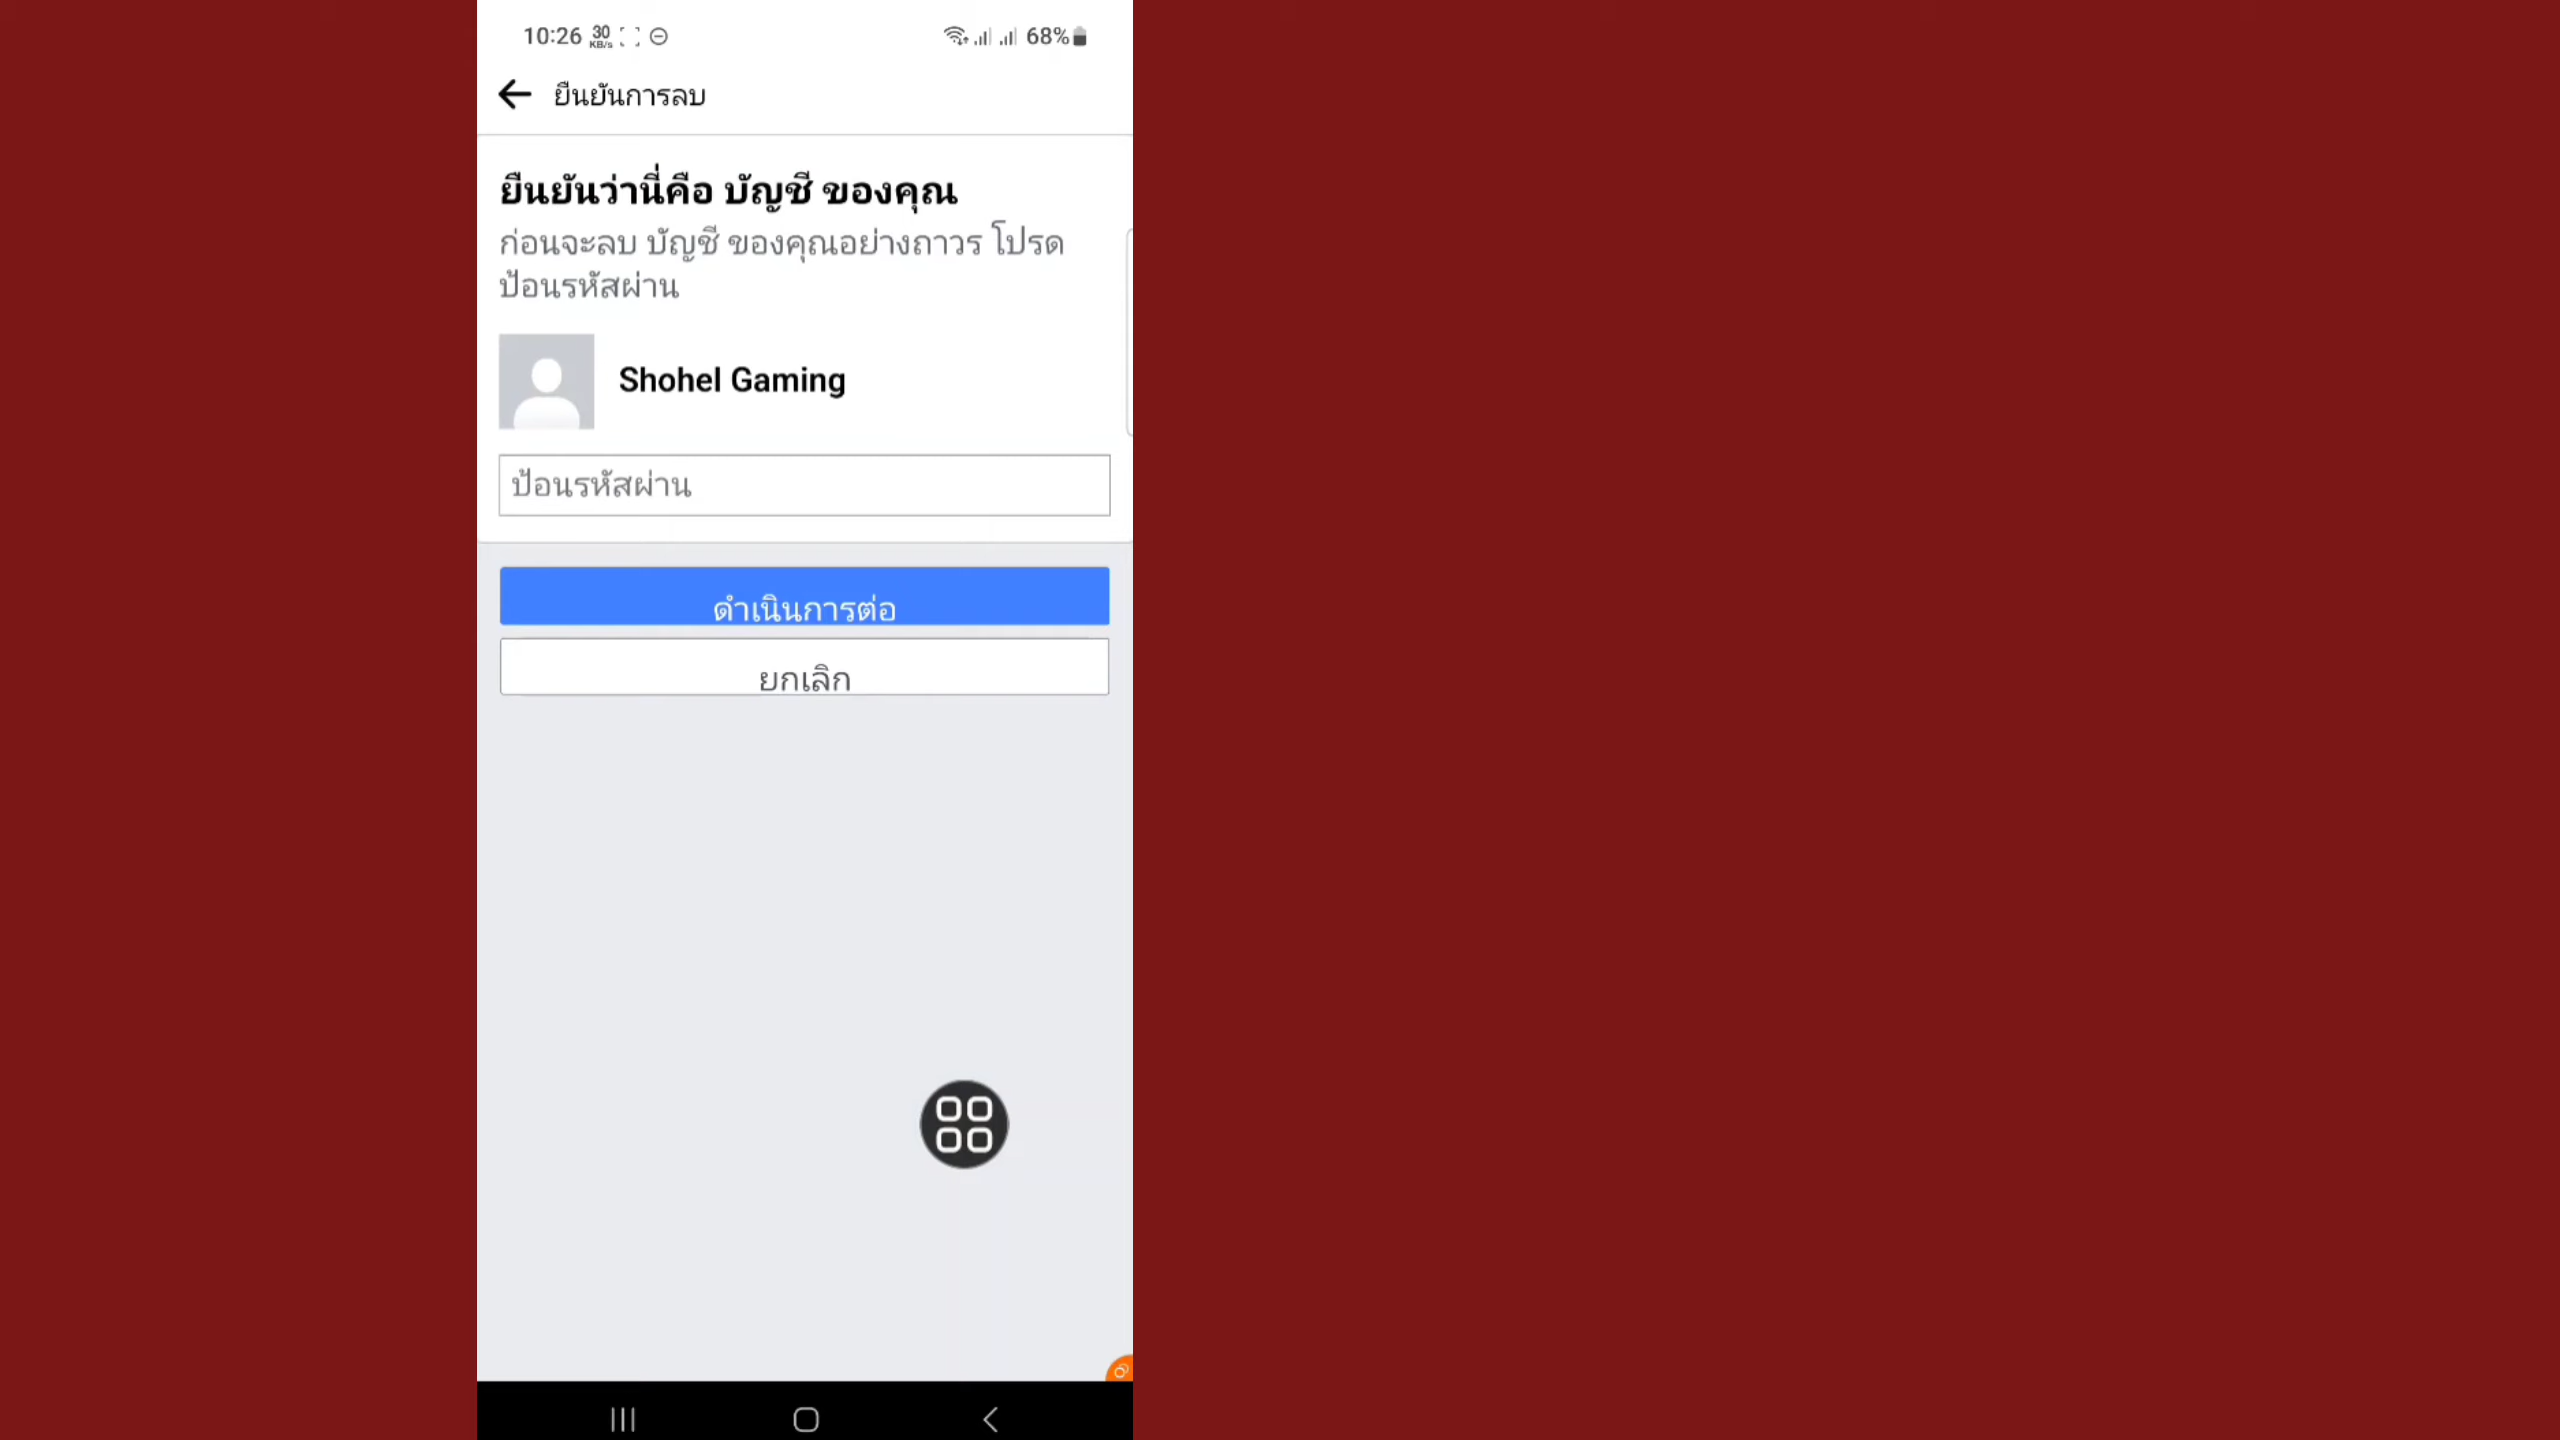 10:26 30 KB/s 68%
ยืนยันการลบ
ยืนยันว่านี่คือ บัญชี ของคุณ
ก่อนจะลบ บัญชี ของคุณอย่างถาวร โปรด
ป้อนรหัสผ่าน
Shohel Gaming
ป้อนรหัสผ่าน
ดำเนินการต่อ
ยกเลิก